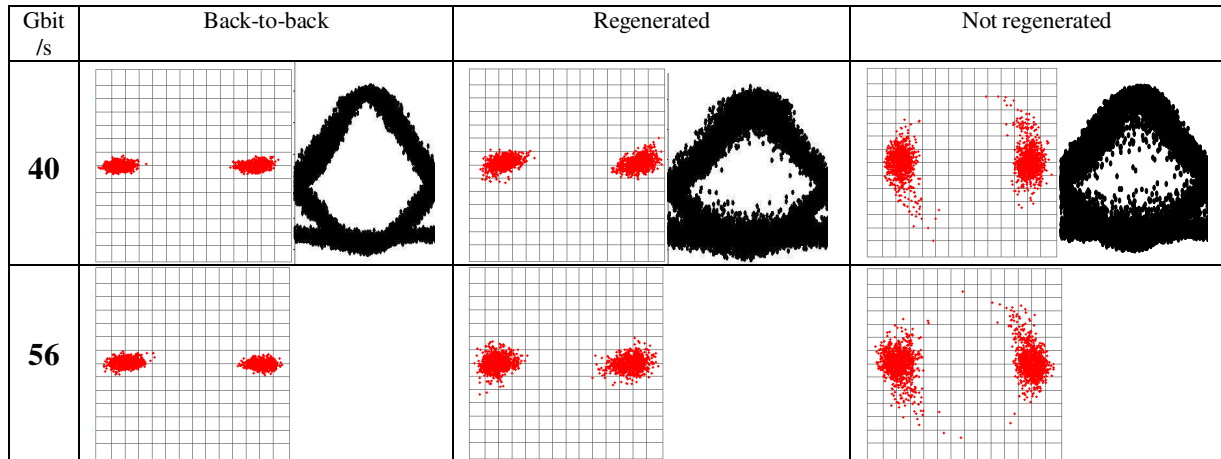 Gbit
/s
Back-to-back
Regenerated
Not regenerated
40
56